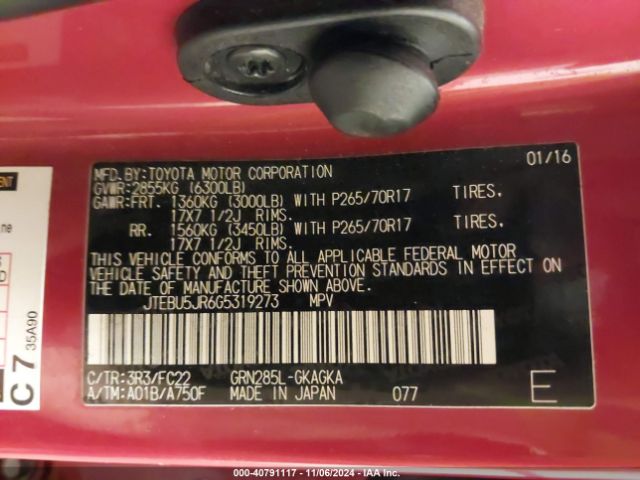 MFD.BY:TOYOTA MOTOR CORPORATION 01/16
GVWR:2855KG (6300LB)
GAWR:FRT. 1360KG (3000LB) WITH P265/70R17 TIRES.
17X7 1/2J RIMS.
RR. 1560KG (3450LB) WITH P265/70R17 TIRES.
17X7 1/2J RIMS.
THIS VEHICLE CONFORMS TO ALL APPLICABLE FEDERAL MOTOR
VEHICLE SAFETY AND THEFT PREVENTION STANDARDS IN EFFECT ON
THE DATE OF MANUFACTURE SHOWN ABOVE.
JTEBU5JR6G5319273 MPV
C/TR:3R3/FC22 GRN285L-GKAGKA
A/TM:A01B/A750F MADE IN JAPAN 077 E
C7 35A90
000-40791117 - 11/06/2024 - IAA Inc.